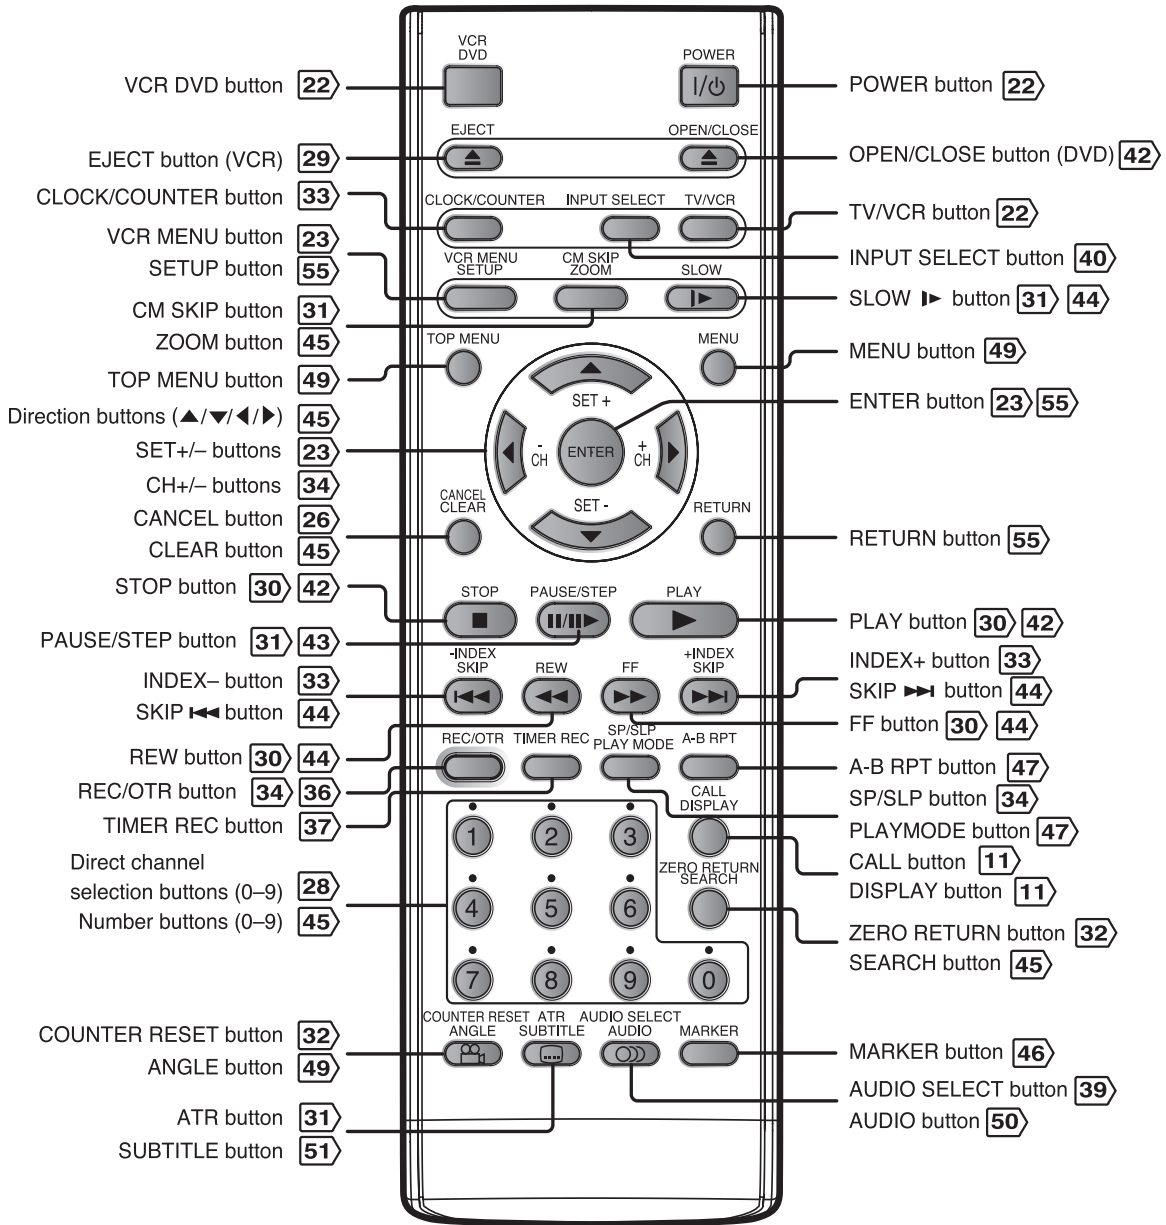 VCR DVD button 22
EJECT button (VCR) 29
CLOCK/COUNTER button 33
VCR MENU button 23
SETUP button 55
CM SKIP button 31
ZOOM button 45
TOP MENU button 49
Direction buttons (▲/▼/◀/▶) 45
SET+/– buttons 23
CH+/– buttons 34
CANCEL button 26
CLEAR button 45
STOP button 30 42
PAUSE/STEP button 31 43
INDEX– button 33
SKIP |◀◀ button 44
REW button 30 44
REC/OTR button 34 36
TIMER REC button 37
Direct channel
selection buttons (0–9) 28
Number buttons (0–9) 45
COUNTER RESET button 32
ANGLE button 49
ATR button 31
SUBTITLE button 51
VCR
DVD
POWER
I/⏻
EJECT
OPEN/CLOSE
CLOCK/COUNTER
INPUT SELECT
TV/VCR
VCR MENU
SETUP
CM SKIP
ZOOM
SLOW
TOP MENU
MENU
SET +
-
CH
ENTER
+
CH
SET -
CANCEL
CLEAR
RETURN
STOP
PAUSE/STEP
PLAY
-INDEX
SKIP
REW
FF
+INDEX
SKIP
REC/OTR
TIMER REC
SP/SLP
PLAY MODE
A-B RPT
CALL
DISPLAY
1
2
3
ZERO RETURN
SEARCH
4
5
6
7
8
9
0
COUNTER RESET
ANGLE
ATR
SUBTITLE
AUDIO SELECT
AUDIO
MARKER
POWER button 22
OPEN/CLOSE button (DVD) 42
TV/VCR button 22
INPUT SELECT button 40
SLOW |▶ button 31 44
MENU button 49
ENTER button 23 55
RETURN button 55
PLAY button 30 42
INDEX+ button 33
SKIP ▶▶| button 44
FF button 30 44
A-B RPT button 47
SP/SLP button 34
PLAYMODE button 47
CALL button 11
DISPLAY button 11
ZERO RETURN button 32
SEARCH button 45
MARKER button 46
AUDIO SELECT button 39
AUDIO button 50